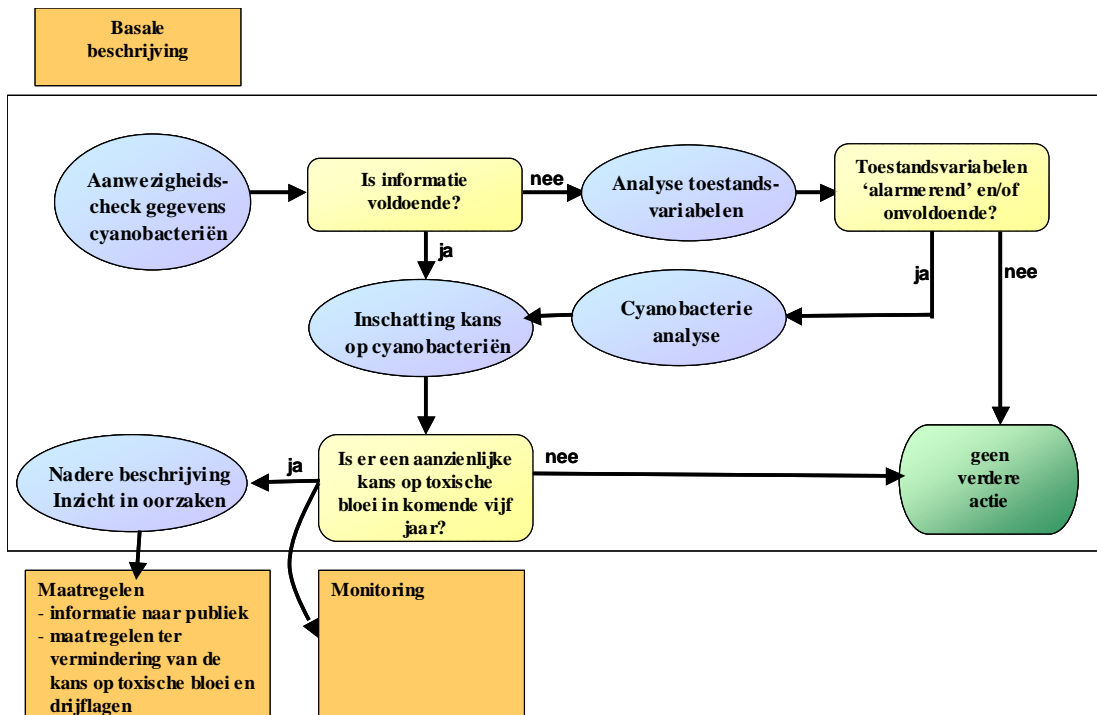 Basale
beschrijving
Aanwezigheids-
check gegevens
cyanobacteriën
Is informatie
voldoende?
nee
Analyse toestands-
variabelen
Toestandsvariabelen
‘alarmerend’ en/of
onvoldoende?
ja
ja
nee
Inschatting kans
op cyanobacteriën
Cyanobacterie
analyse
Nadere beschrijving
Inzicht in oorzaken
ja
Is er een aanzienlijke
kans op toxische
bloei in komende vijf
jaar?
nee
geen
verdere
actie
Maatregelen
- informatie naar publiek
- maatregelen ter
vermindering van de
kans op toxische bloei en
drijflagen
Monitoring